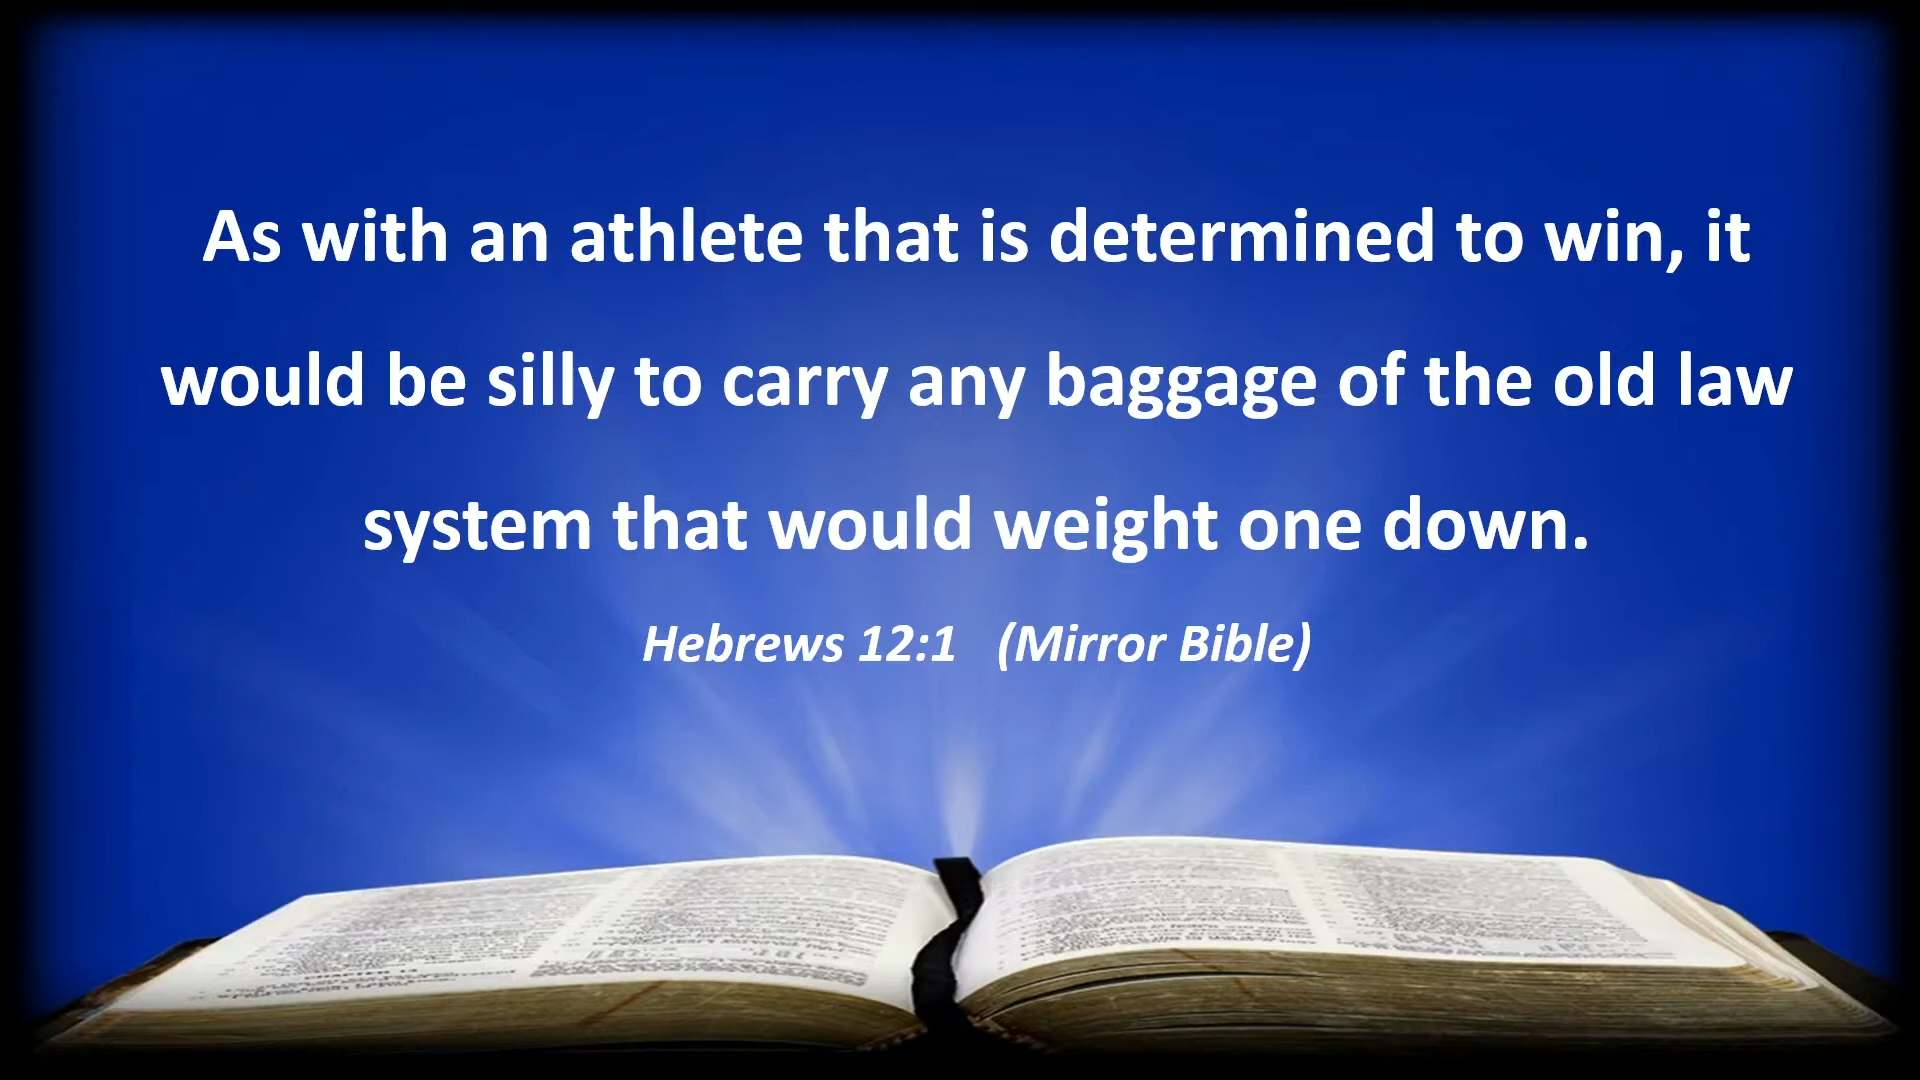 As with an athlete that is determined to win, it
would be silly to carry any baggage of the old law
system that would weight one down.
Hebrews 12:1 (Mirror Bible)